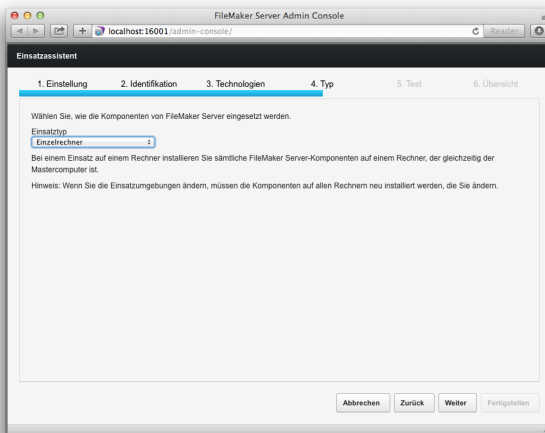 FileMaker Server Admin Console
localhost:16001/admin-console/
Reader
Einsatzassistent
1. Einstellung 2. Identifikation 3. Technologien 4. Typ 5. Test 6. Übersicht
Wählen Sie, wie die Komponenten von FileMaker Server eingesetzt werden.
Einsatztyp
Einzelrechner
Bei einem Einsatz auf einem Rechner installieren Sie sämtliche FileMaker Server-Komponenten auf einem Rechner, der gleichzeitig der
Mastercomputer ist.
Hinweis: Wenn Sie die Einsatzumgebungen ändern, müssen die Komponenten auf allen Rechnern neu installiert werden, die Sie ändern.
Abbrechen Zurück Weiter Fertigstellen